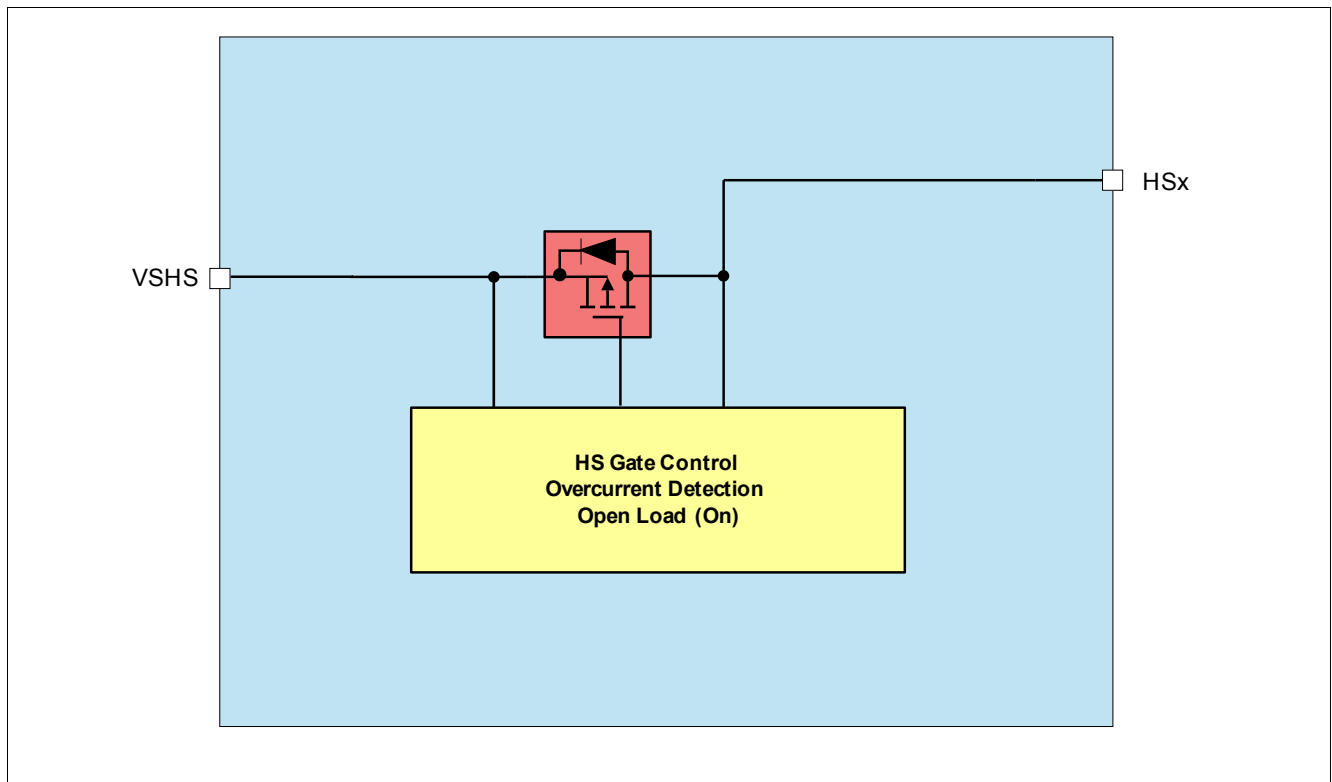 HSx
VSHS
HS Gate Control
Overcurrent Detection
Open Load (On)